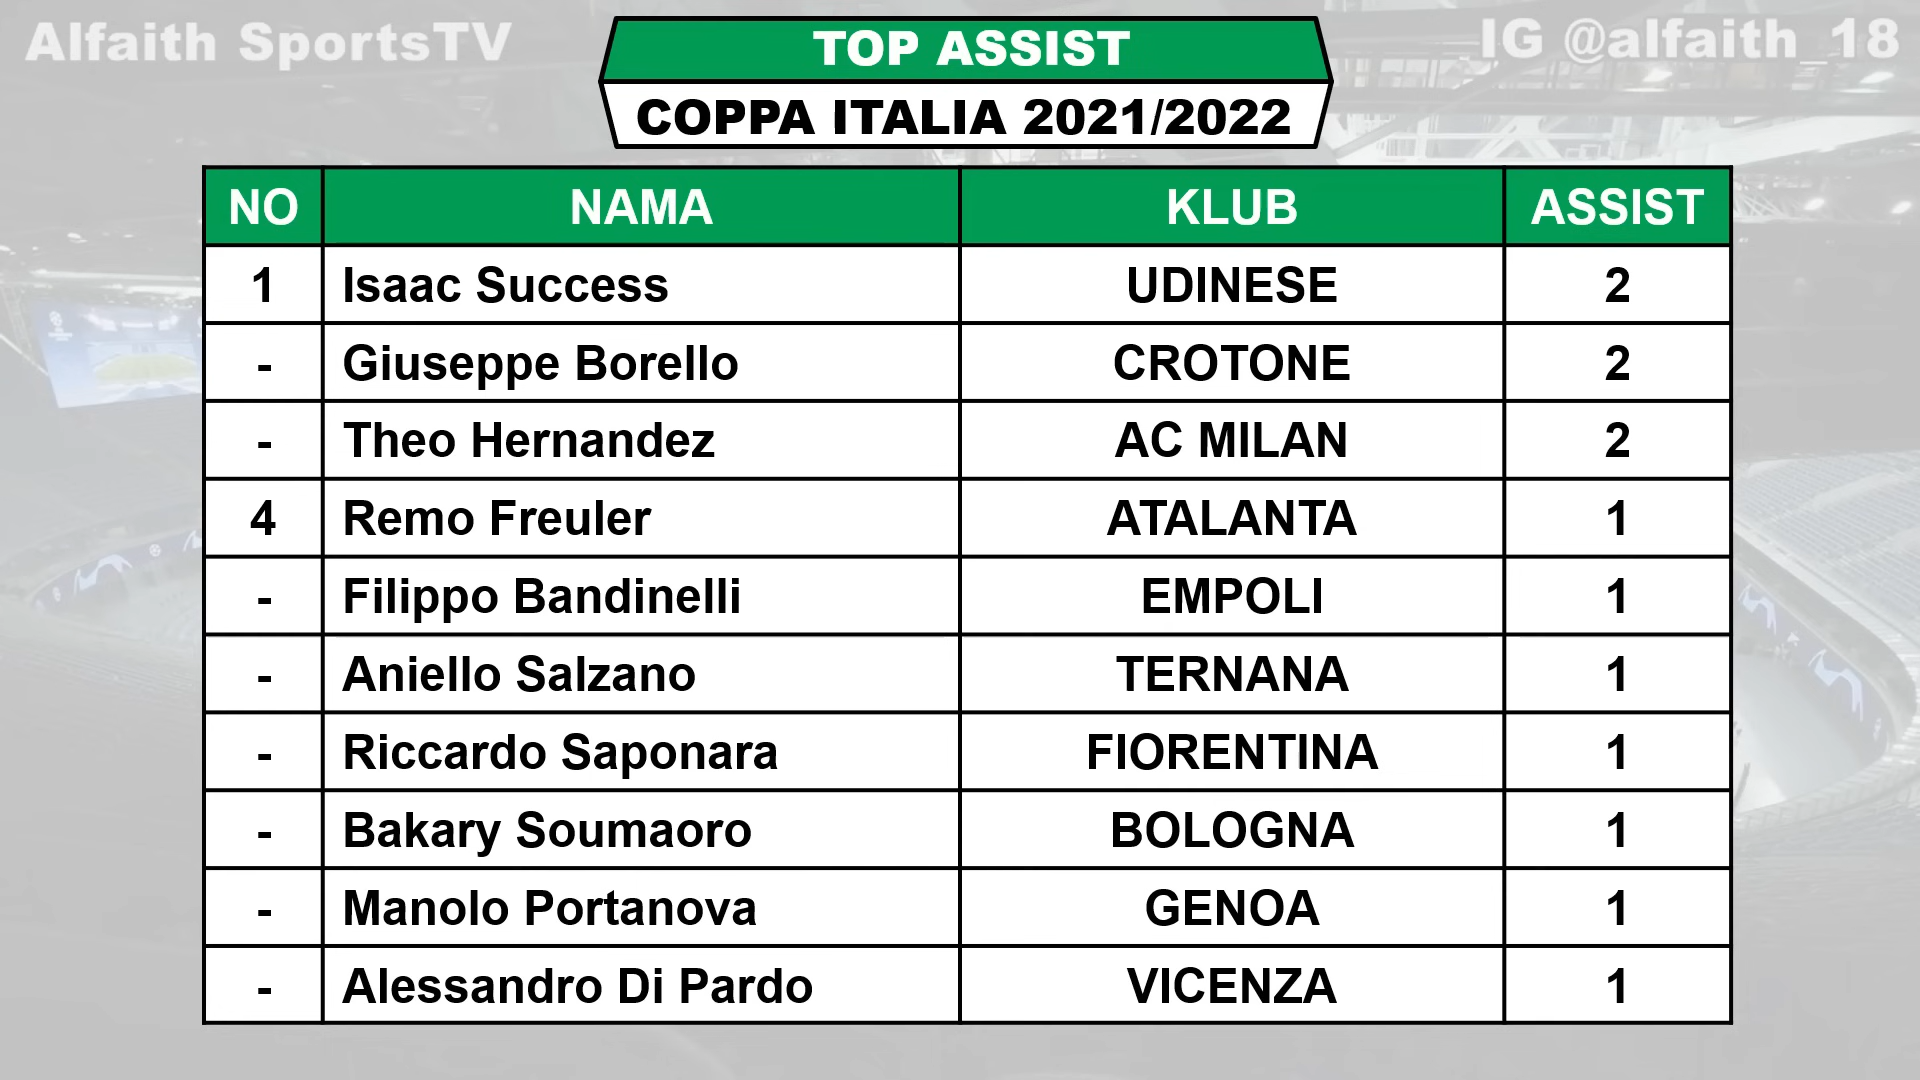 Alfaith SportsTV
TOP ASSIST
IG @alfaith_18
COPPA ITALIA 2021/2022
NO NAMA KLUB ASSIST
1 Isaac Success UDINESE 2
- Giuseppe Borello CROTONE 2
- Theo Hernandez AC MILAN 2
4 Remo Freuler ATALANTA 1
- Filippo Bandinelli EMPOLI 1
- Aniello Salzano TERNANA 1
- Riccardo Saponara FIORENTINA 1
- Bakary Soumaoro BOLOGNA 1
- Manolo Portanova GENOA 1
- Alessandro Di Pardo VICENZA 1